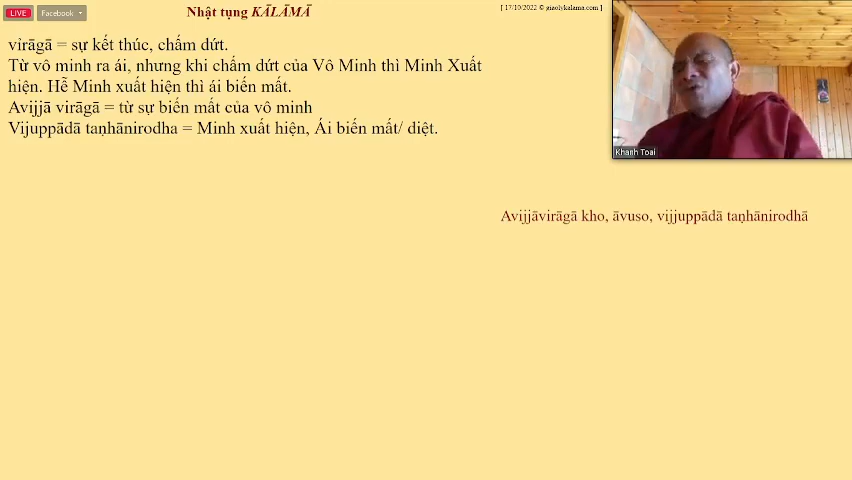 LIVE
Facebook
Nhật tụng KĀLĀMĀ
[ 17/10/2022 © giaolykalama.com ]
vỉrāgā = sự kết thúc, chấm dứt.
Từ vô minh ra ái, nhưng khi chấm dứt của Vô Minh thì Minh Xuất
hiện. Hễ Minh xuất hiện thì ái biến mất.
Avijjā virāgā = từ sự biến mất của vô minh
Vijuppādā taṇhānirodha = Minh xuất hiện, Ái biến mất/ diệt.
Khanh Toai
Avijjāvirāgā kho, āvuso, vijjuppādā taṇhānirodhā